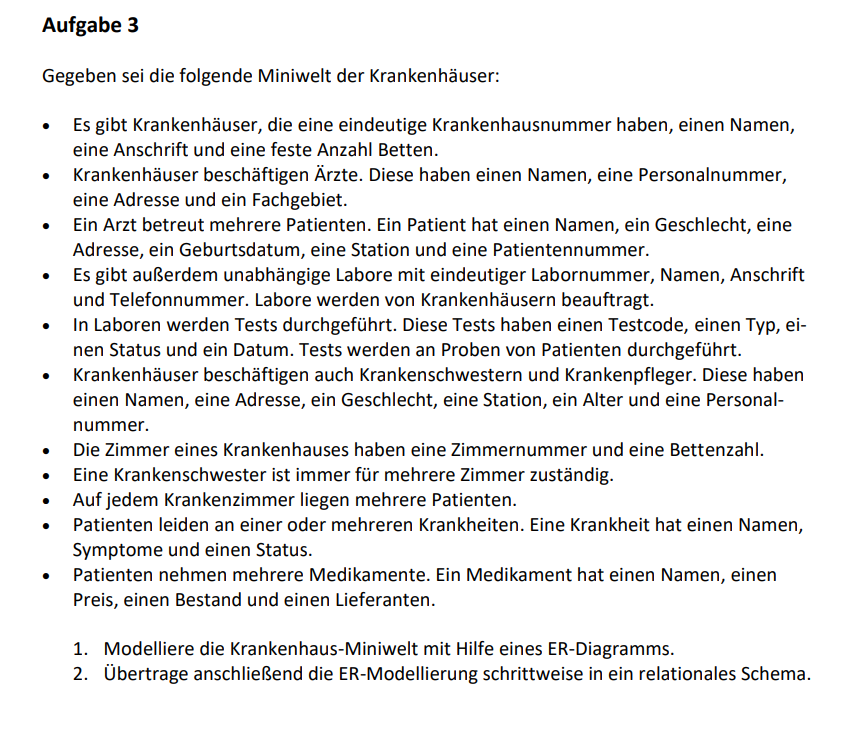 Aufgabe 3
Gegeben sei die folgende Miniwelt der Krankenhäuser:
• Es gibt Krankenhäuser, die eine eindeutige Krankenhausnummer haben, einen Namen,
eine Anschrift und eine feste Anzahl Betten.
• Krankenhäuser beschäftigen Ärzte. Diese haben einen Namen, eine Personalnummer,
eine Adresse und ein Fachgebiet.
• Ein Arzt betreut mehrere Patienten. Ein Patient hat einen Namen, ein Geschlecht, eine
Adresse, ein Geburtsdatum, eine Station und eine Patientennummer.
• Es gibt außerdem unabhängige Labore mit eindeutiger Labornummer, Namen, Anschrift
und Telefonnummer. Labore werden von Krankenhäusern beauftragt.
• In Laboren werden Tests durchgeführt. Diese Tests haben einen Testcode, einen Typ, ei-
nen Status und ein Datum. Tests werden an Proben von Patienten durchgeführt.
• Krankenhäuser beschäftigen auch Krankenschwestern und Krankenpfleger. Diese haben
einen Namen, eine Adresse, ein Geschlecht, eine Station, ein Alter und eine Personal-
nummer.
• Die Zimmer eines Krankenhauses haben eine Zimmernummer und eine Bettenzahl.
• Eine Krankenschwester ist immer für mehrere Zimmer zuständig.
• Auf jedem Krankenzimmer liegen mehrere Patienten.
• Patienten leiden an einer oder mehreren Krankheiten. Eine Krankheit hat einen Namen,
Symptome und einen Status.
• Patienten nehmen mehrere Medikamente. Ein Medikament hat einen Namen, einen
Preis, einen Bestand und einen Lieferanten.
1. Modelliere die Krankenhaus-Miniwelt mit Hilfe eines ER-Diagramms.
2. Übertrage anschließend die ER-Modellierung schrittweise in ein relationales Schema.